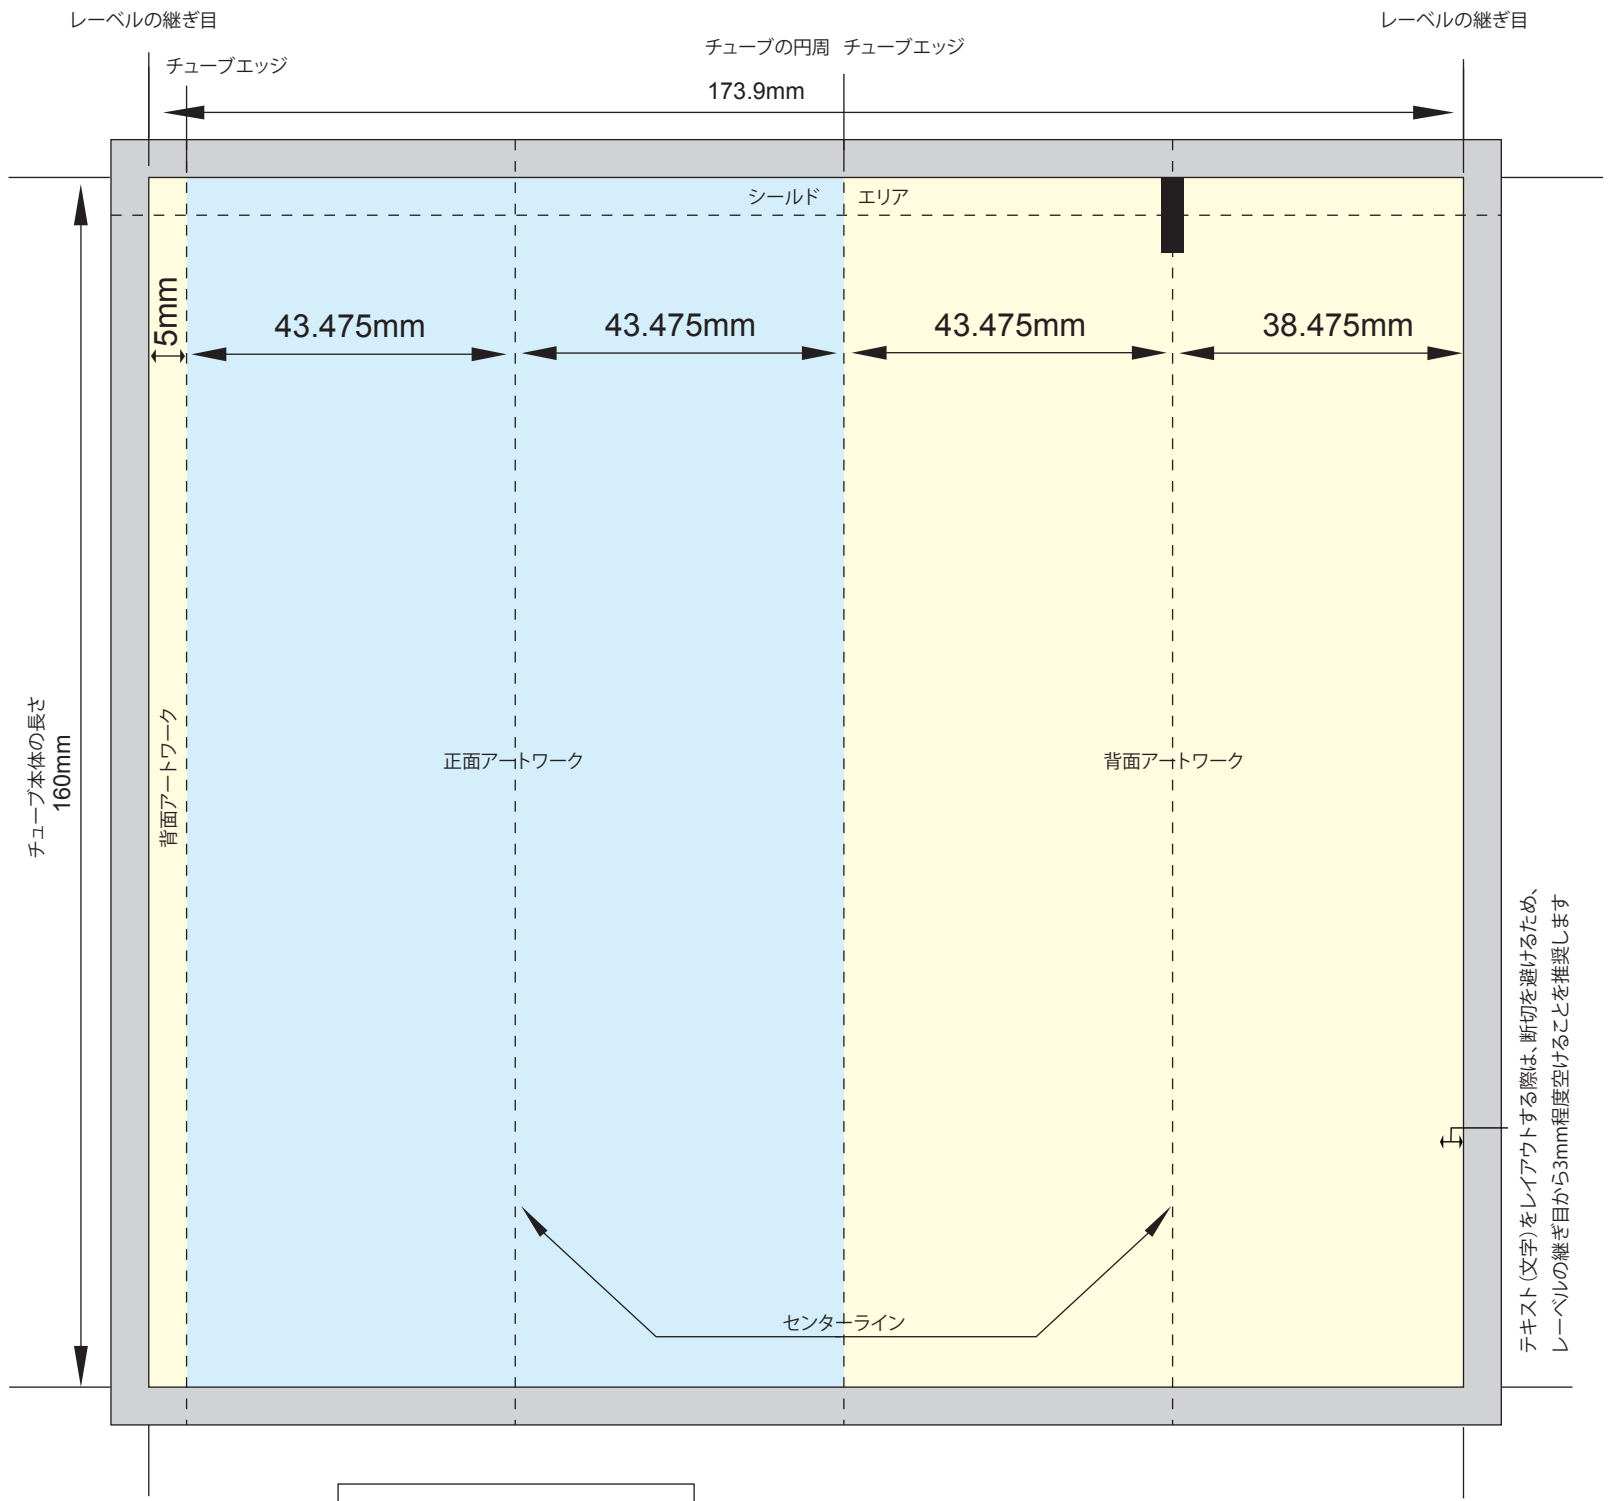 レーベルの継ぎ目
レーベルの継ぎ目
チューブの円周 チューブエッジ
チューブエッジ
173.9mm
シールド エリア
5mm
43.475mm
43.475mm
43.475mm
38.475mm
チューブ本体の長さ
160mm
背面アートワーク
正面アートワーク
背面アートワーク
テキスト(文字)をレイアウトする際は、断切を避けるため、
レーベルの継ぎ目から3mm程度空けることを推奨します
センターライン